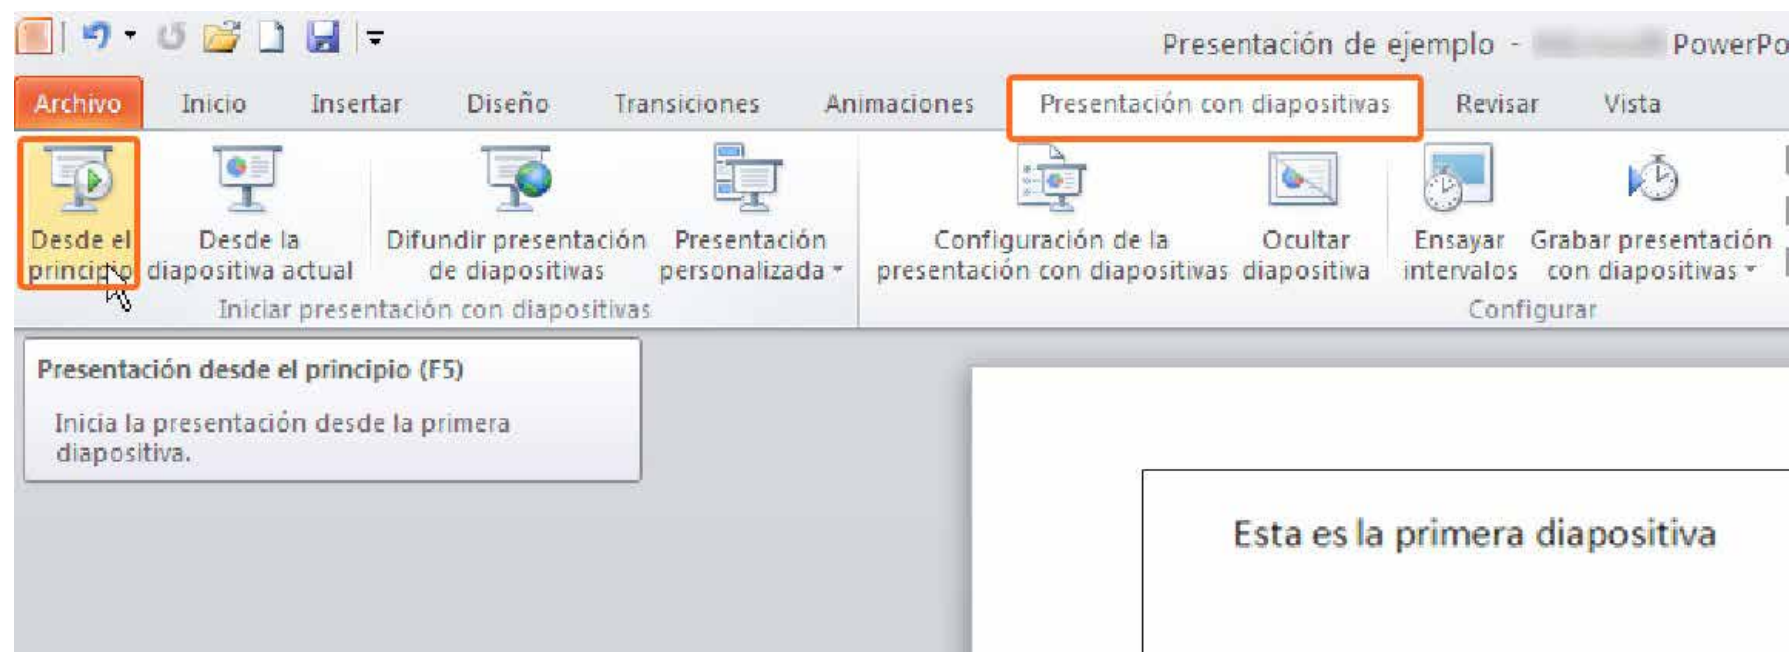 Presentación de ejemplo - PowerPo
Archivo Inicio Insertar Diseño Transiciones Animaciones Presentación con diapositivas Revisar Vista
Desde el principio
Desde la diapositiva actual
Difundir presentación de diapositivas
Presentación personalizada
Iniciar presentación con diapositivas
Configuración de la presentación con diapositivas
Ocultar diapositiva
Ensayar intervalos
Grabar presentación con diapositivas
Configurar
Presentación desde el principio (F5)
Inicia la presentación desde la primera
diapositiva.
Esta es la primera diapositiva